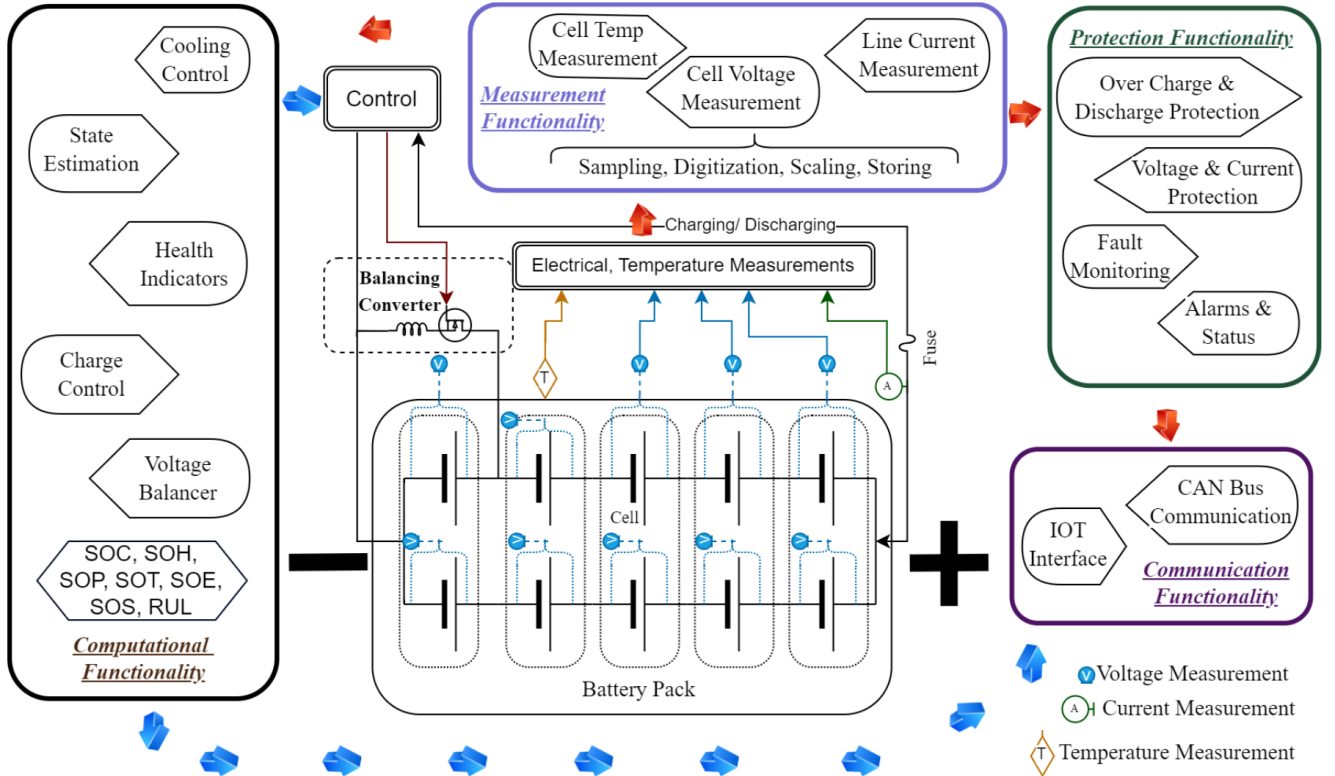 Cooling
Control
State
Estimation
Health
Indicators
Charge
Control
Voltage
Balancer
SOC, SOH,
SOP, SOT, SOE,
SOS, RUL
Computational
Functionality
Control
Cell Temp
Measurement
Cell Voltage
Measurement
Line Current
Measurement
Measurement
Functionality
Sampling, Digitization, Scaling, Storing
Protection Functionality
Over Charge &
Discharge Protection
Voltage & Current
Protection
Fault
Monitoring
Alarms &
Status
Charging/ Discharging
Electrical, Temperature Measurements
Balancing
Converter
Fuse
V
T
V
V
V
A
V
Cell
V
V
V
V
V
Battery Pack
CAN Bus
Communication
IOT
Interface
Communication
Functionality
V Voltage Measurement
A Current Measurement
T Temperature Measurement